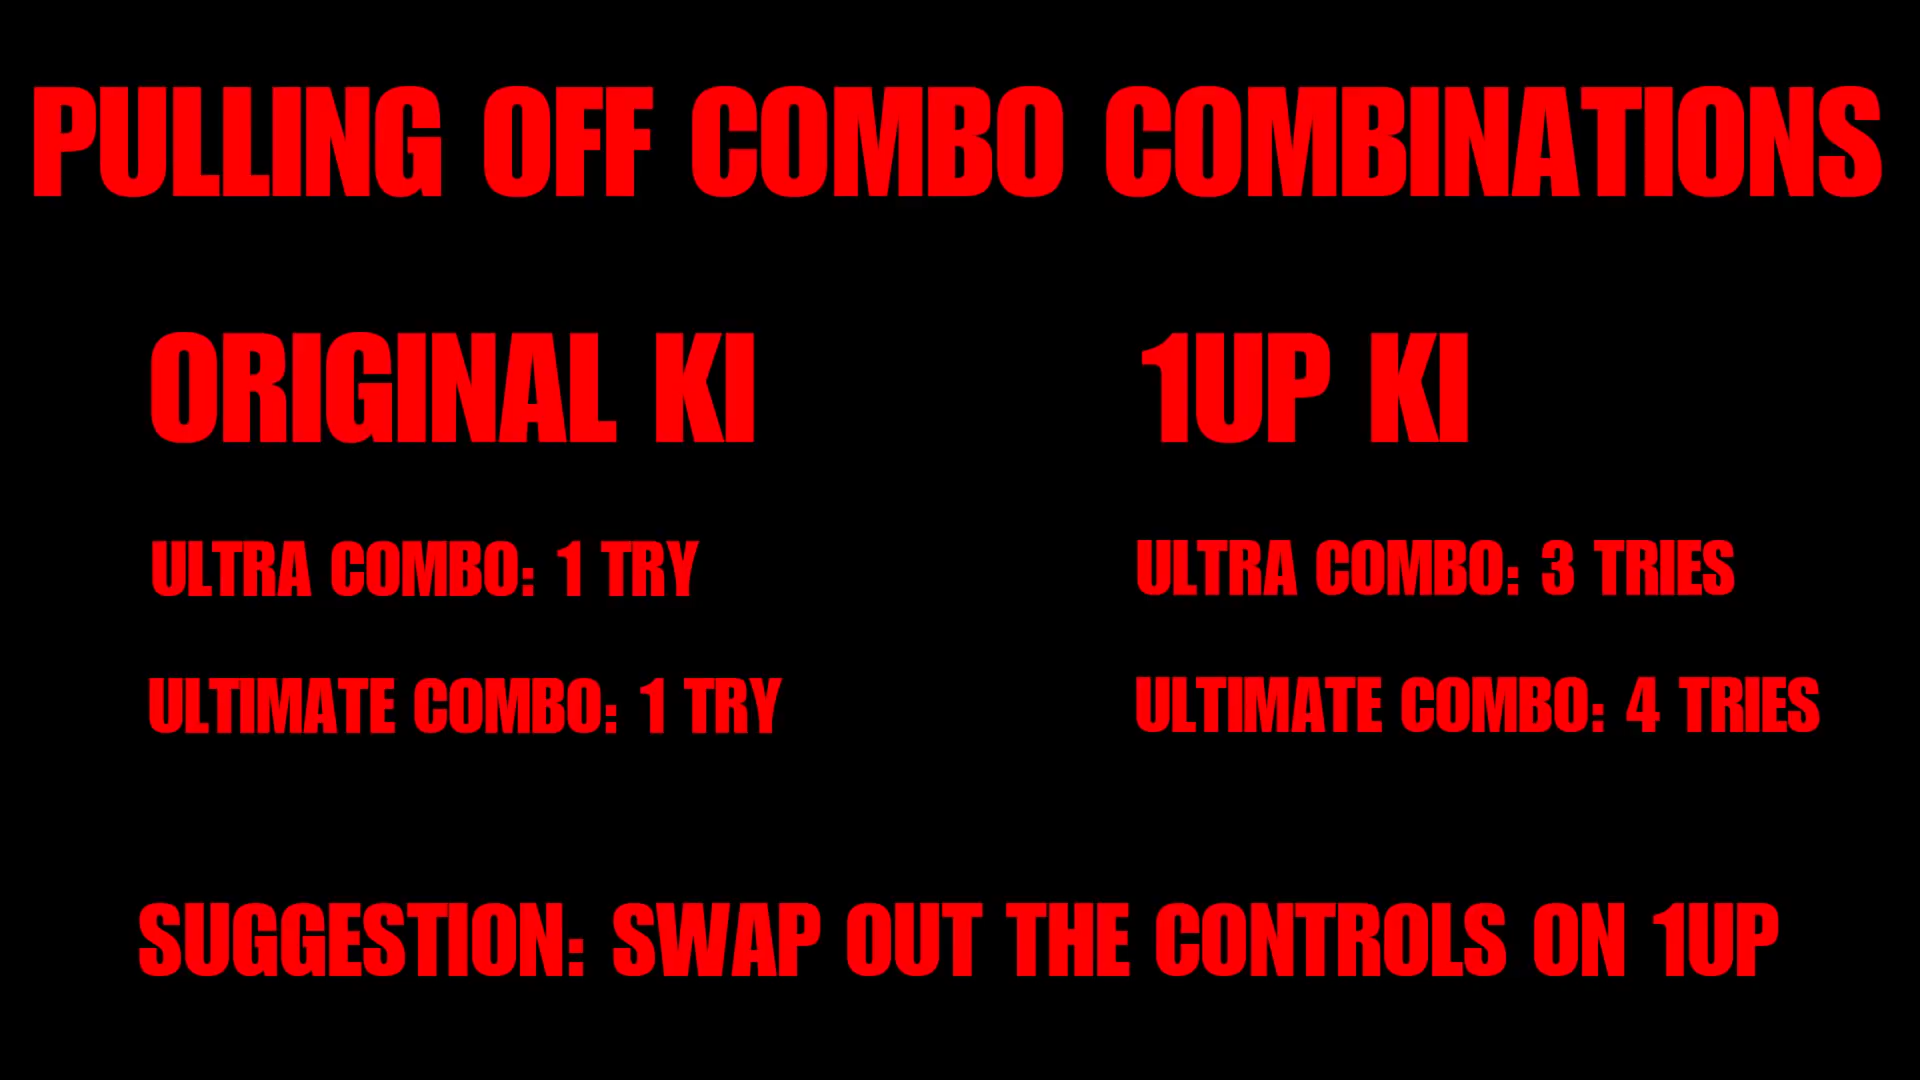 PULLING OFF COMBO COMBINATIONS
ORIGINAL KI
ULTRA COMBO: 1 TRY
ULTIMATE COMBO: 1 TRY
1UP KI
ULTRA COMBO: 3 TRIES
ULTIMATE COMBO: 4 TRIES
SUGGESTION: SWAP OUT THE CONTROLS ON 1UP